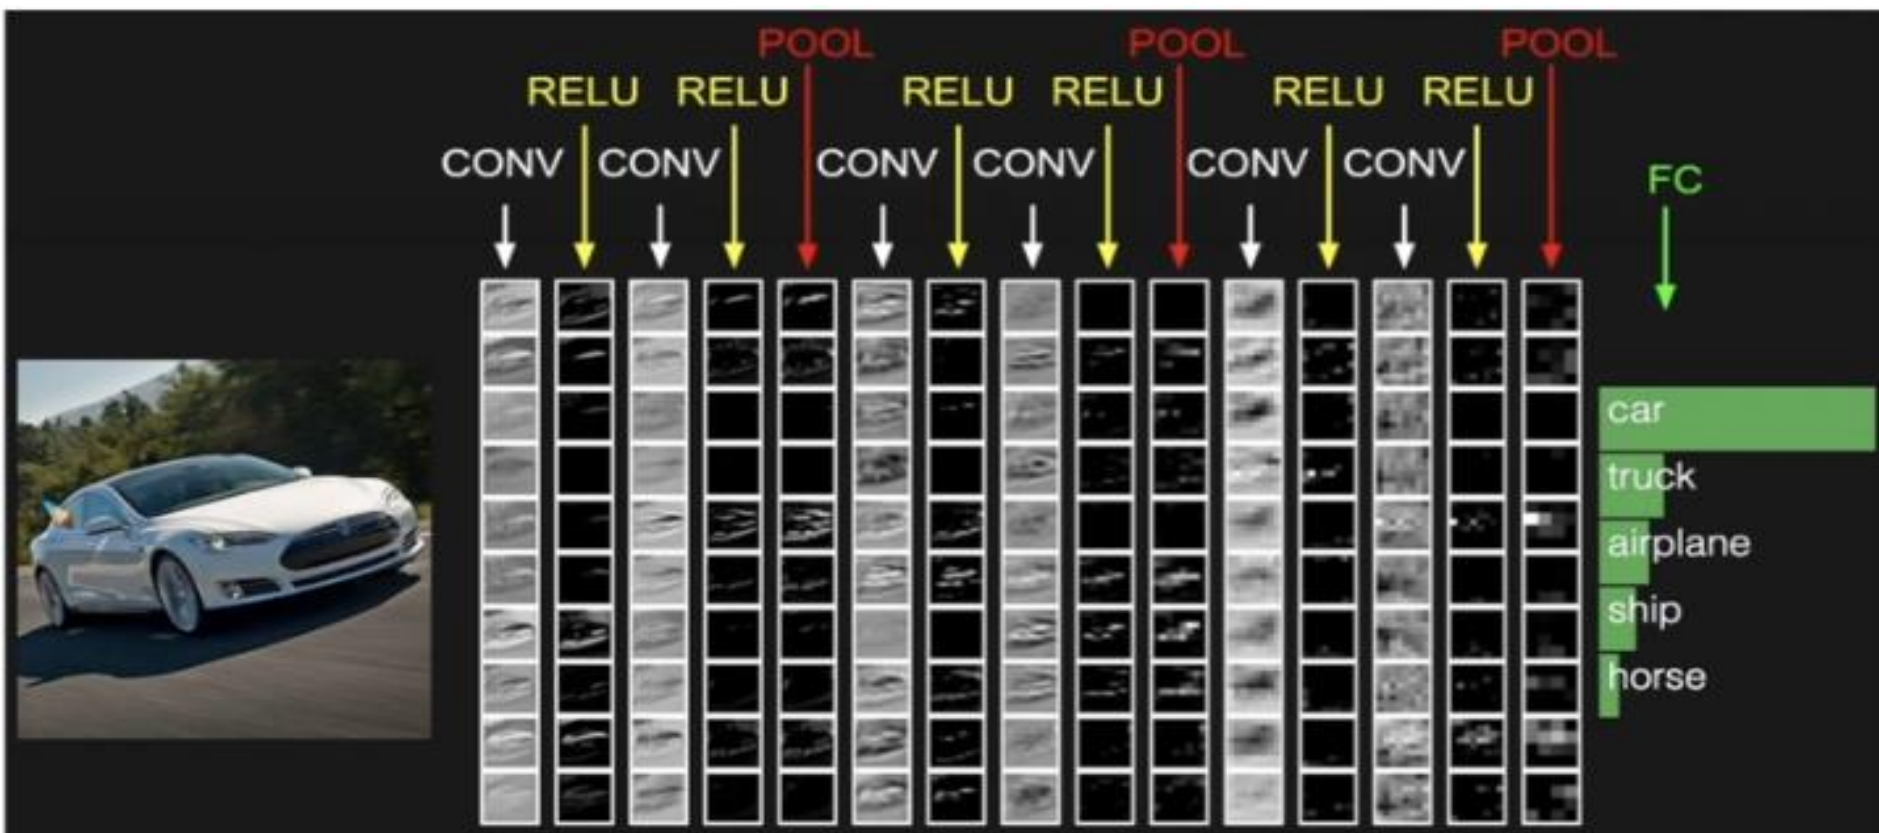 POOL POOL POOL
RELU RELU RELU RELU RELU RELU
CONV CONV CONV CONV CONV CONV
FC
car
truck
airplane
ship
horse